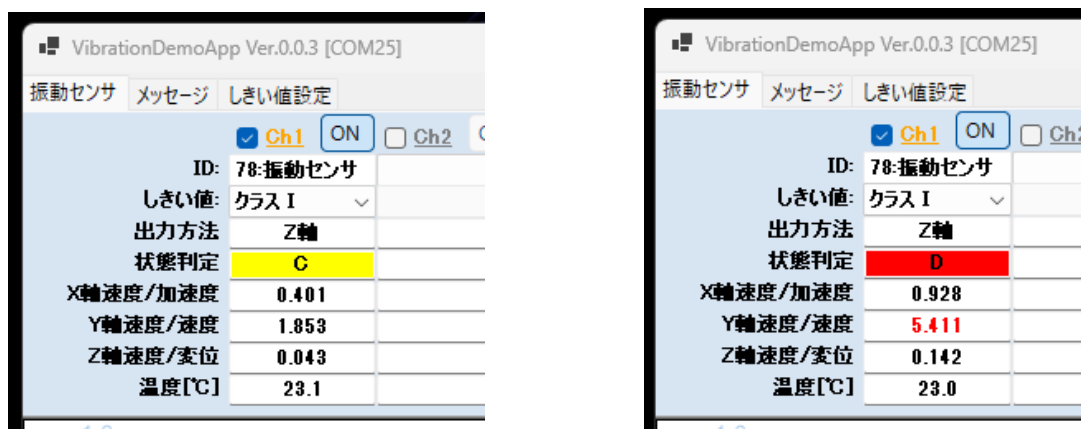 VibrationDemoApp Ver.0.0.3 [COM25]
振動センサ メッセージ しきい値設定
Ch1 ON Ch2
ID: 78:振動センサ
しきい値: クラス I
出力方法 Z軸
状態判定 C
X軸速度/加速度 0.401
Y軸速度/速度 1.853
Z軸速度/変位 0.043
温度[℃] 23.1
VibrationDemoApp Ver.0.0.3 [COM25]
振動センサ メッセージ しきい値設定
Ch1 ON Ch2
ID: 78:振動センサ
しきい値: クラス I
出力方法 Z軸
状態判定 D
X軸速度/加速度 0.928
Y軸速度/速度 5.411
Z軸速度/変位 0.142
温度[℃] 23.0